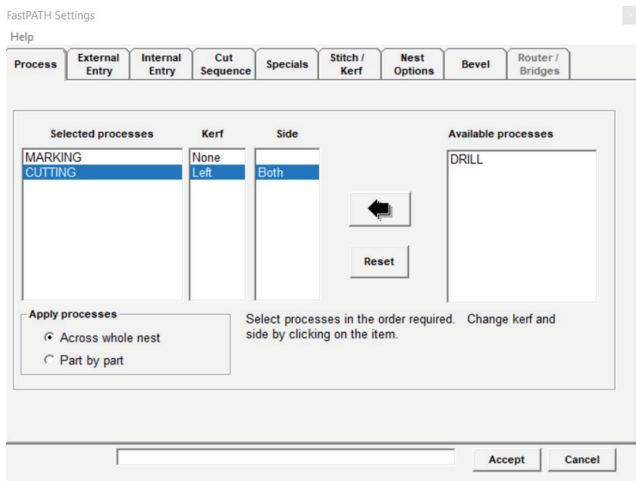 FastPATH Settings
Help
Process
External Entry
Internal Entry
Cut Sequence
Specials
Stitch / Kerf
Nest Options
Bevel
Router / Bridges
Selected processes Kerf Side Available processes
MARKING None DRILL
CUTTING Left Both
Reset
Apply processes
Across whole nest
Part by part
Select processes in the order required. Change kerf and
side by clicking on the item.
Accept Cancel